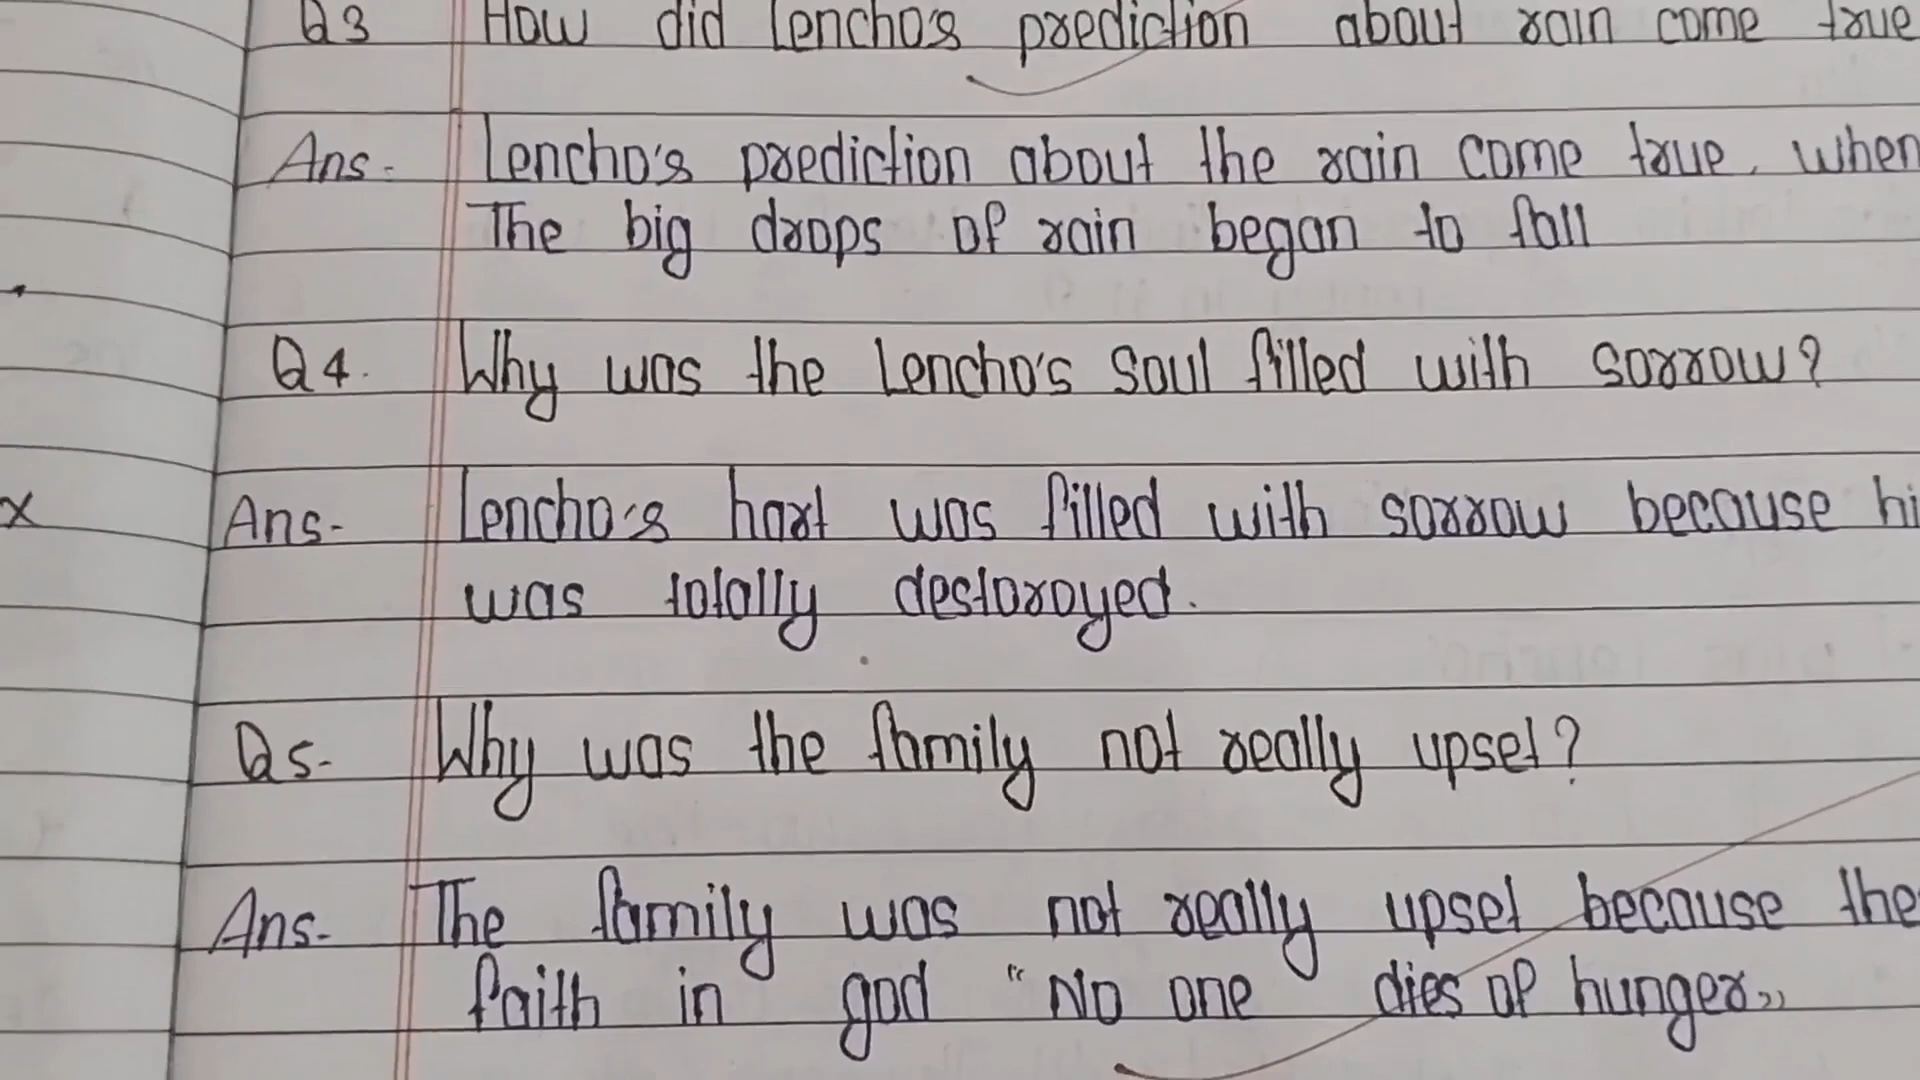 Q3 How did Lencho's prediction about rain come true
Ans- Lencho's prediction about the rain come true, when
The big drops of rain began to fall
Q4. Why was the Lencho's Soul filled with sorrow?
x
Ans- Lencho's hart was filled with sorrow because hi
was totally destoroyed.
Q5- Why was the family not really upset?
Ans- The family was not really upset because the
faith in god "No one dies of hunger,,